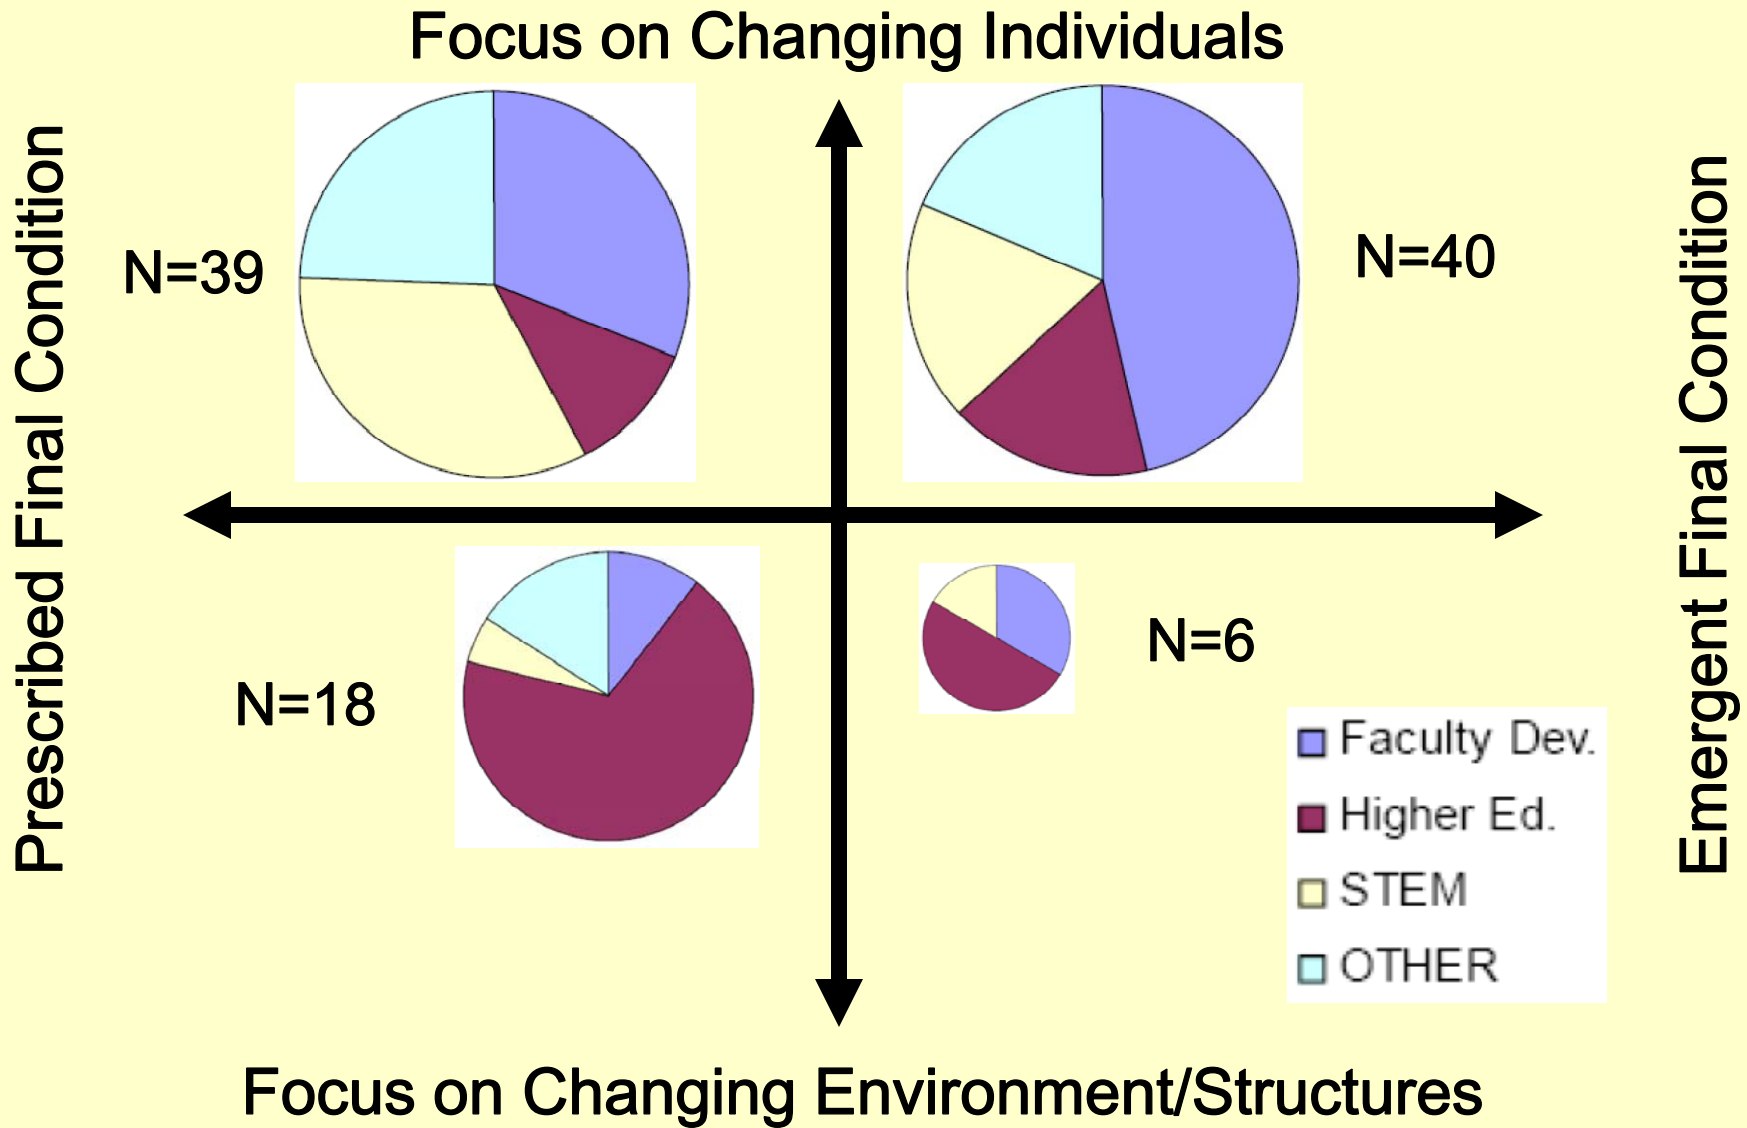 Focus on Changing Individuals
Prescribed Final Condition
Emergent Final Condition
N=39
N=40
N=18
N=6
Faculty Dev.
Higher Ed.
STEM
OTHER
Focus on Changing Environment/Structures